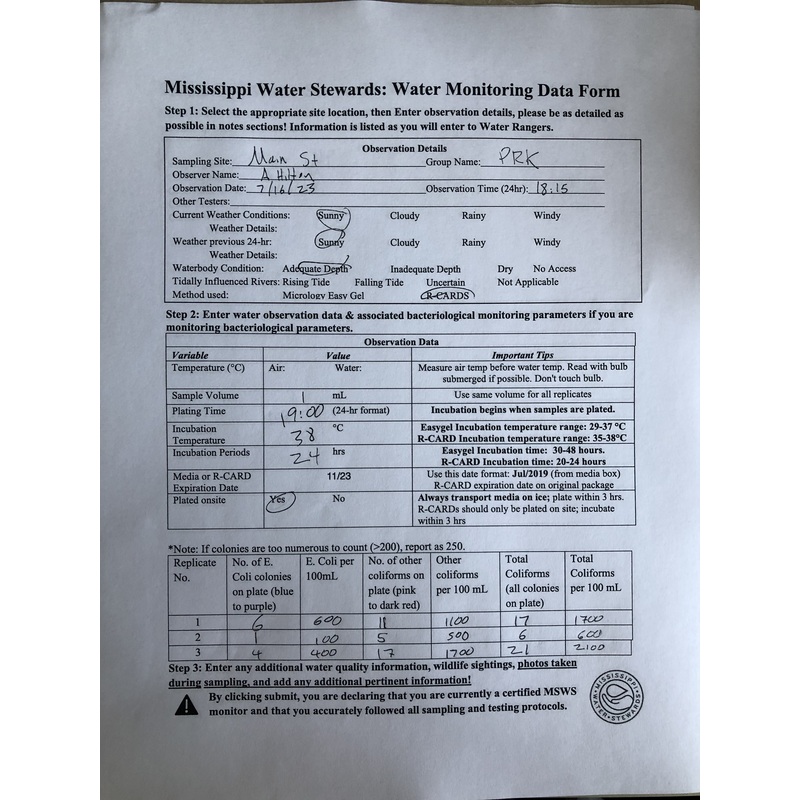 Mississippi Water Stewards: Water Monitoring Data Form
Step 1: Select the appropriate site location, then Enter observation details, please be as detailed as
possible in notes sections! Information is listed as you will enter to Water Rangers.
Observation Details
Sampling Site: Main St Group Name: PRK
Observer Name: A Hilton
Observation Date: 7/16/23 Observation Time (24hr): 18:15
Other Testers:
Current Weather Conditions: Sunny Cloudy Rainy Windy
Weather Details:
Weather previous 24-hr: Sunny Cloudy Rainy Windy
Weather Details:
Waterbody Condition: Adequate Depth Inadequate Depth Dry No Access
Tidally Influenced Rivers: Rising Tide Falling Tide Uncertain Not Applicable
Method used: Micrology Easy Gel R-CARDS
Step 2: Enter water observation data & associated bacteriological monitoring parameters if you are
monitoring bacteriological parameters.
Observation Data
Variable Value Important Tips
Temperature (°C) Air: Water: Measure air temp before water temp. Read with bulb
submerged if possible. Don't touch bulb.
Sample Volume 1 mL Use same volume for all replicates
Plating Time 19:00 (24-hr format) Incubation begins when samples are plated.
Incubation °C Easygel Incubation temperature range: 29-37 °C
Temperature 38 R-CARD Incubation temperature range: 35-38°C
Incubation Periods 24 hrs Easygel Incubation time: 30-48 hours.
R-CARD Incubation time: 20-24 hours
Media or R-CARD 11/23 Use this date format: Jul/2019 (from media box)
Expiration Date R-CARD expiration date on original package
Plated onsite Yes No Always transport media on ice; plate within 3 hrs.
R-CARDs should only be plated on site; incubate
within 3 hrs
*Note: If colonies are too numerous to count (>200), report as 250.
Replicate No. of E. E. Coli per No. of other Other Total Total
No. Coli colonies 100mL coliforms on coliforms Coliforms Coliforms
on plate (blue plate (pink per 100 mL (all colonies per 100 mL
to purple) to dark red) on plate)
1 6 600 11 1100 17 1700
2 1 100 5 500 6 600
3 4 400 17 1700 21 2100
Step 3: Enter any additional water quality information, wildlife sightings, photos taken
during sampling, and add any additional pertinent information!
By clicking submit, you are declaring that you are currently a certified MSWS
monitor and that you accurately followed all sampling and testing protocols.
MISSISSIPPI
WATER STEWARDS